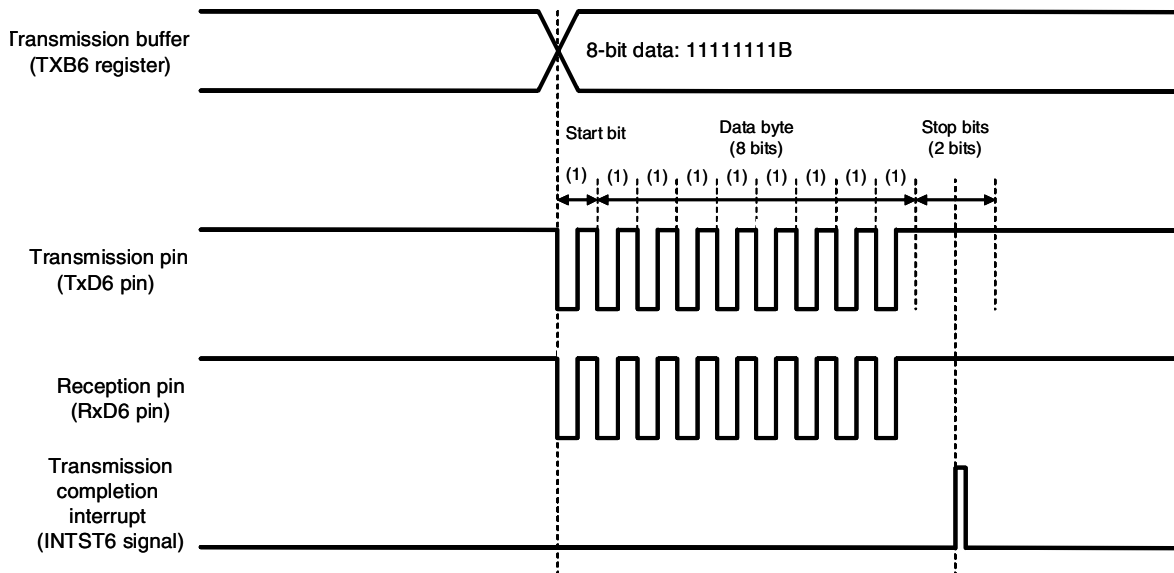 Transmission buffer
(TXB6 register)
8-bit data: 11111111B
Start bit
Data byte
(8 bits)
Stop bits
(2 bits)
(1) (1) (1) (1) (1) (1) (1) (1) (1)
Transmission pin
(TxD6 pin)
Reception pin
(RxD6 pin)
Transmission
completion
interrupt
(INTST6 signal)